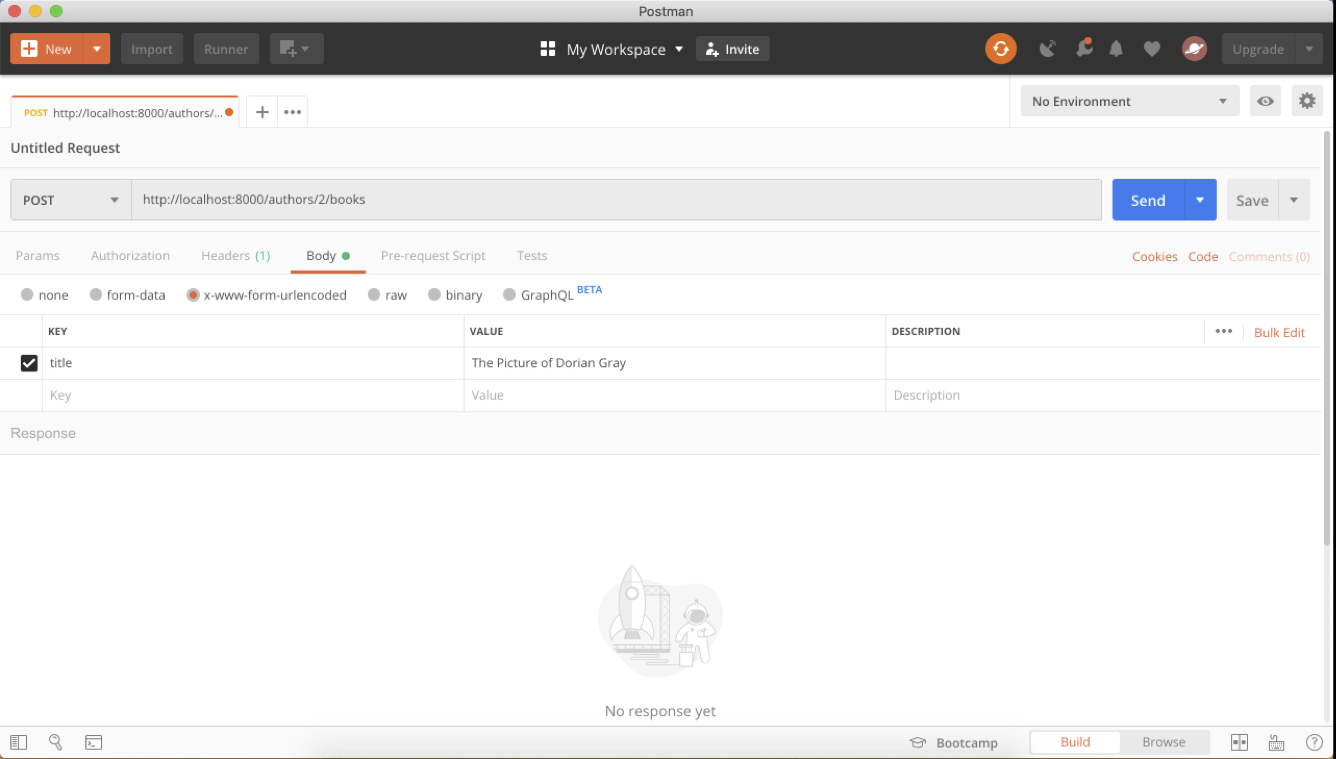 Postman
New
Import
Runner
My Workspace
Invite
Upgrade
POST http://localhost:8000/authors/...
No Environment
Untitled Request
POST
http://localhost:8000/authors/2/books
Send
Save
Params Authorization Headers (1) Body Pre-request Script Tests
Cookies Code Comments (0)
none form-data x-www-form-urlencoded raw binary GraphQL BETA
KEY VALUE DESCRIPTION Bulk Edit
title The Picture of Dorian Gray
Key Value Description
Response
No response yet
Bootcamp Build Browse